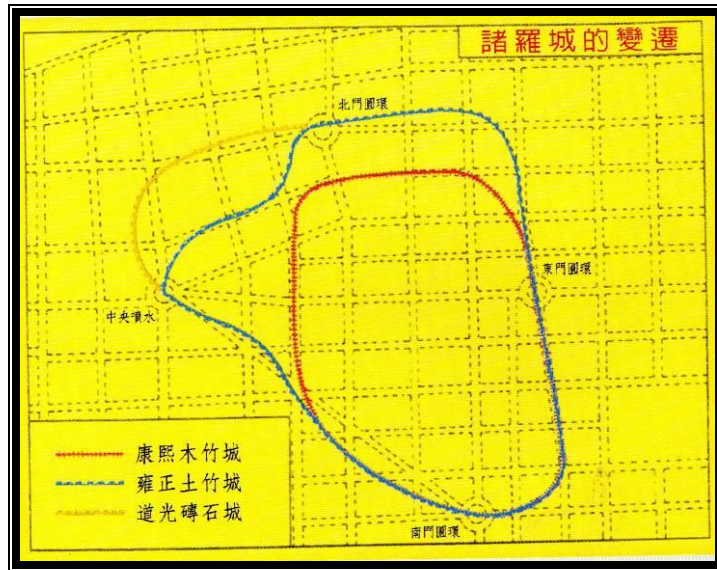 諸羅城的變遷
北門圓環
東門圓環
中央噴水
康熙木竹城
雍正土竹城
道光磚石城
南門圓環